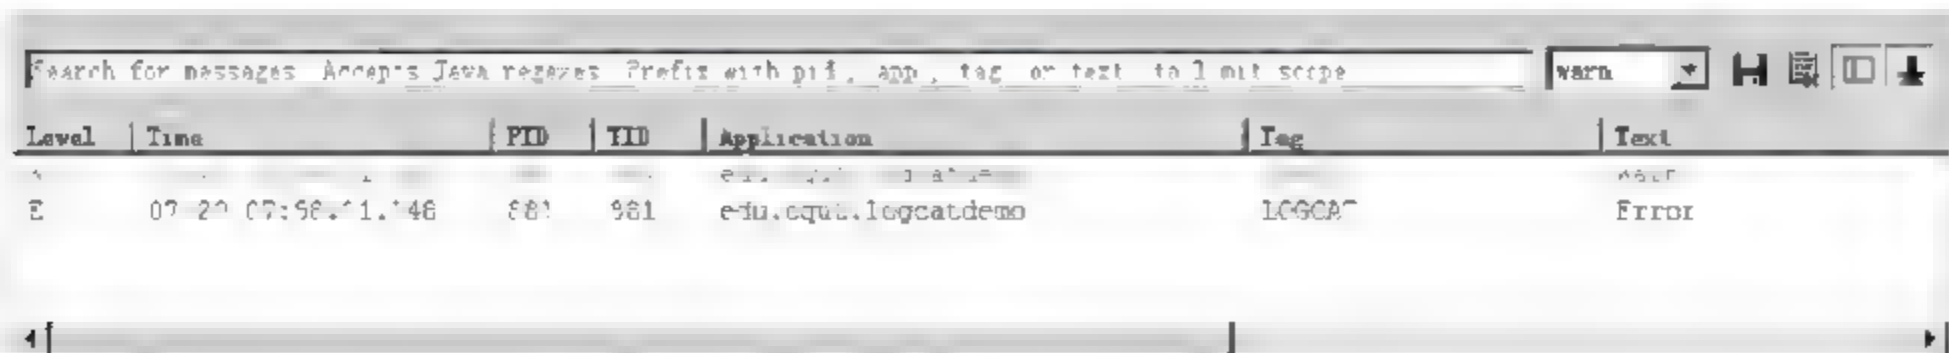 Search for messages. Accepts Java regexes. Prefix with pid:, app:, tag: or text: to limit scope. warn
Level Time PID TID Application Tag Text
E 981 edu.cqut.logcatdemo LOGCAT Error